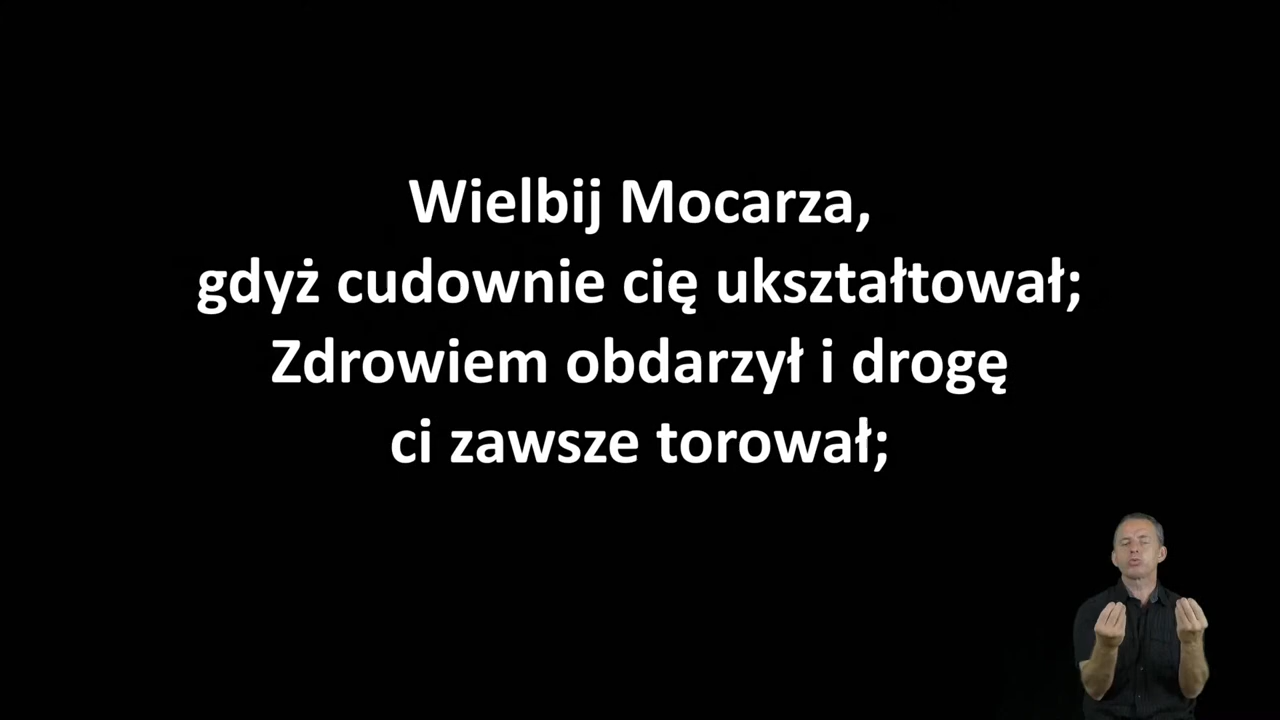 Wielbij Mocarza,
gdyż cudownie cię ukształtował;
Zdrowiem obdarzył i drogę
ci zawsze torował;